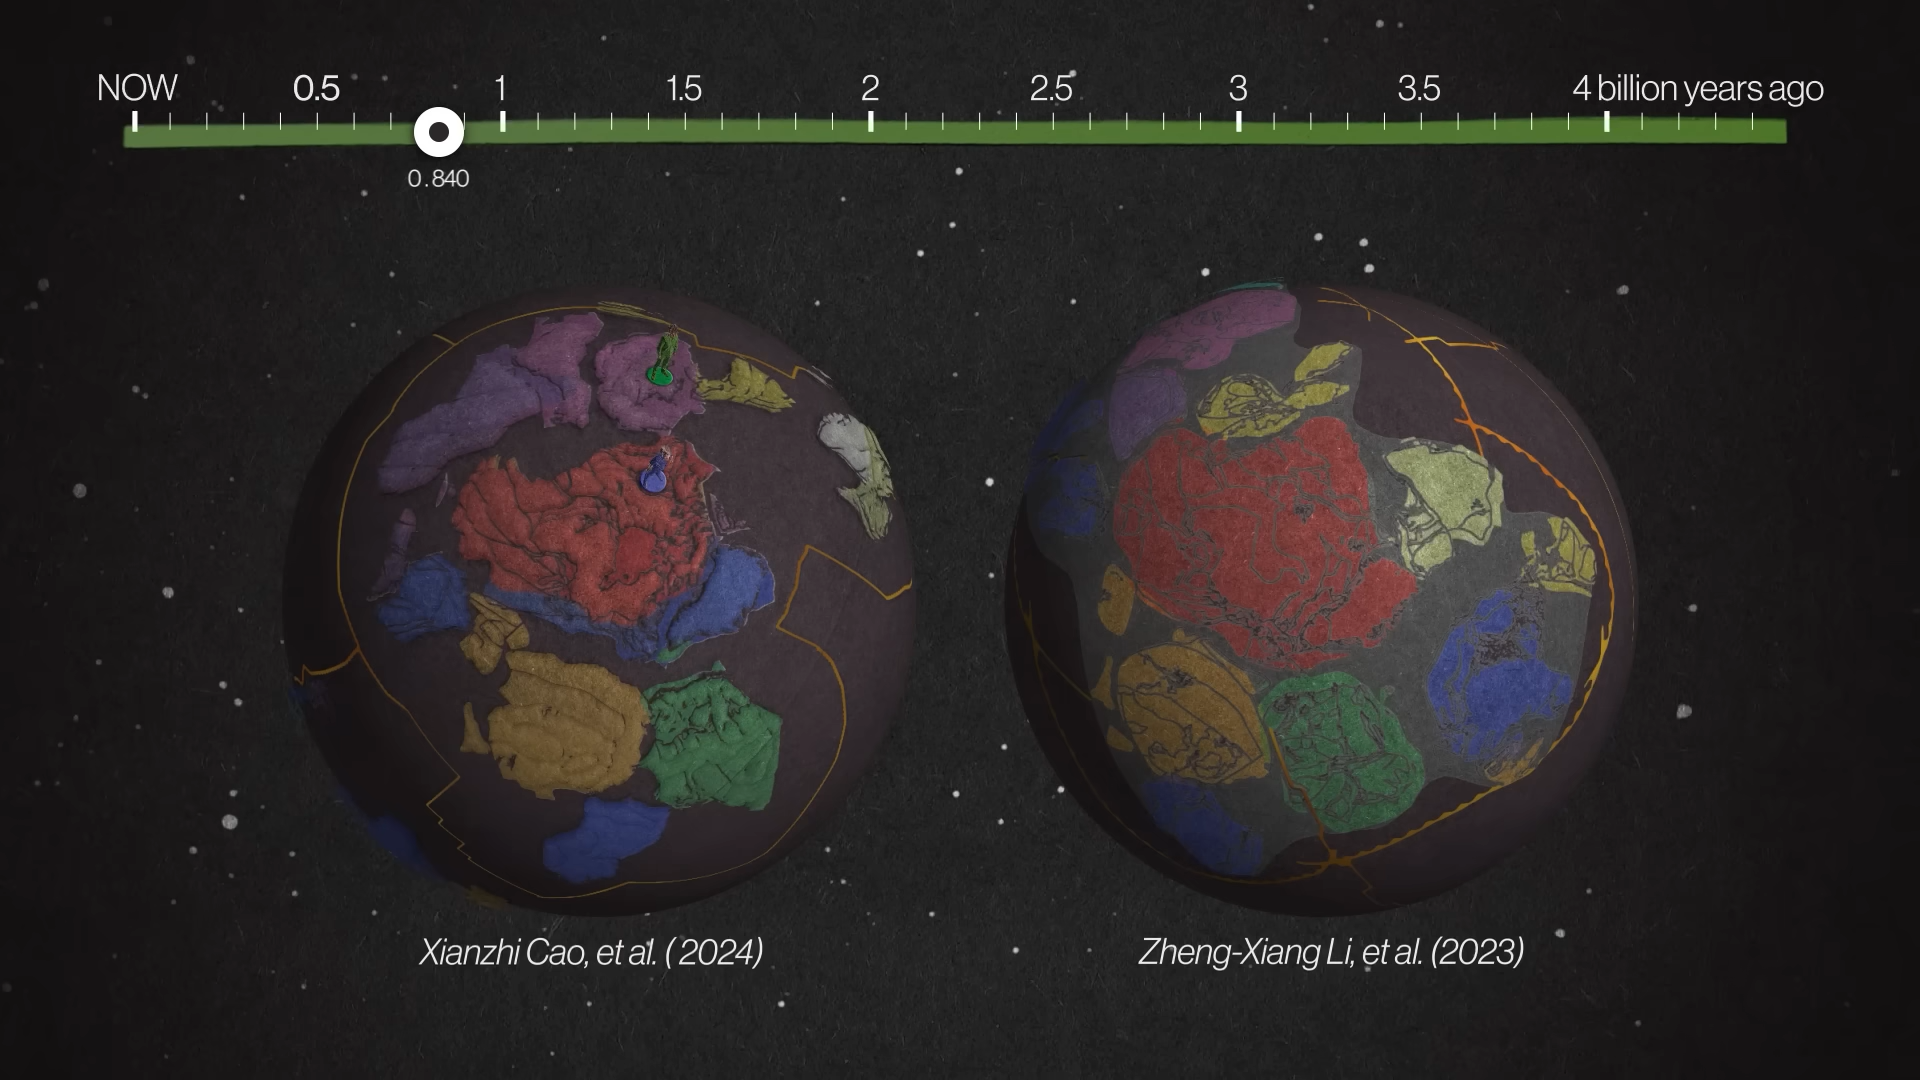 NOW 0.5 1 1.5 2 2.5 3 3.5 4 billion years ago
0.840
Xianzhi Cao, et al. ( 2024)
Zheng-Xiang Li, et al. (2023)